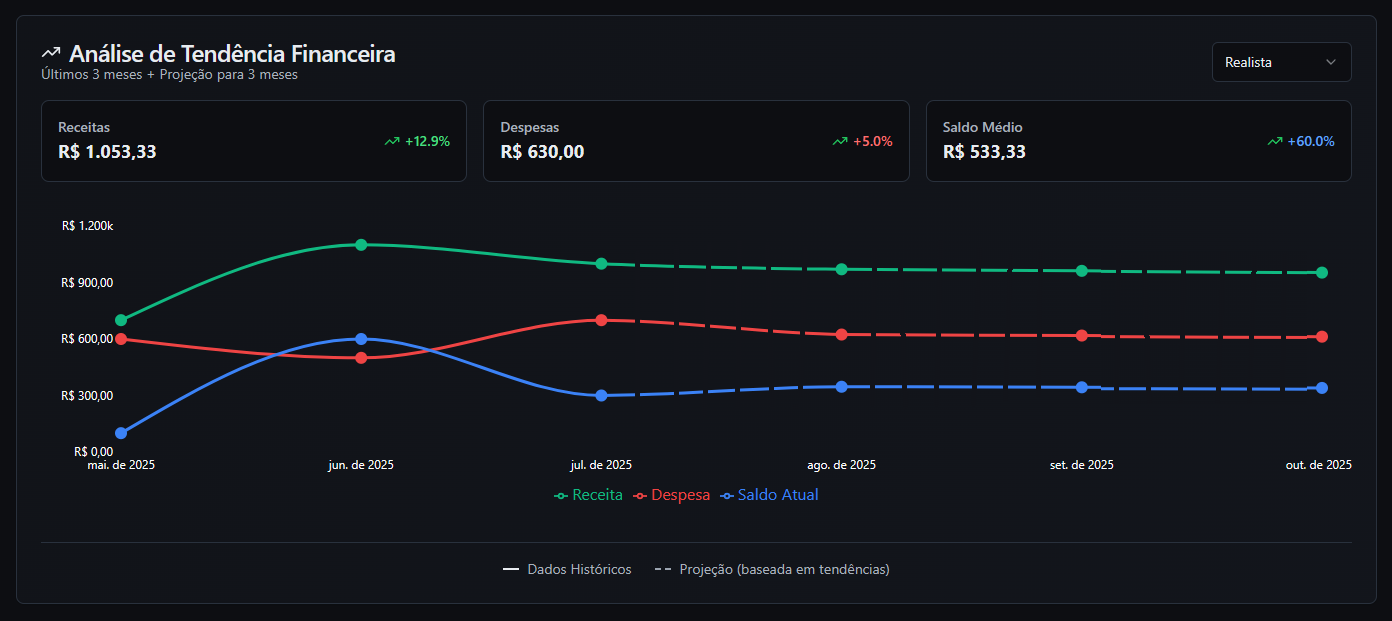 Análise de Tendência Financeira
Últimos 3 meses + Projeção para 3 meses
Realista
Receitas
R$ 1.053,33
+12.9%
Despesas
R$ 630,00
+5.0%
Saldo Médio
R$ 533,33
+60.0%
R$ 1.200k
R$ 900,00
R$ 600,00
R$ 300,00
R$ 0,00
mai. de 2025
jun. de 2025
jul. de 2025
ago. de 2025
set. de 2025
out. de 2025
Receita
Despesa
Saldo Atual
Dados Históricos
Projeção (baseada em tendências)